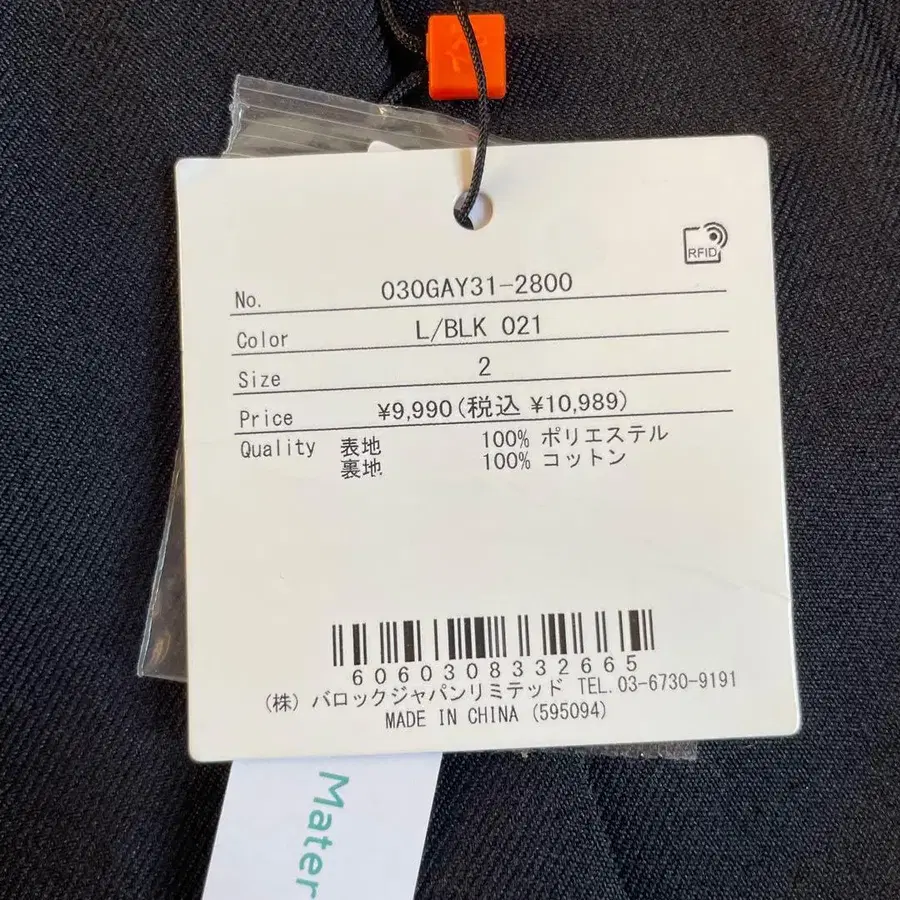 RFID
No. 030GAY31-2800
Color L/BLK 021
Size 2
Price ¥9,990(税込 ¥10,989)
Quality 表地 100% ポリエステル
裏地 100% コットン
6060308332665
(株) バロックジャパンリミテッド TEL. 03-6730-9191
MADE IN CHINA (595094)
Mater